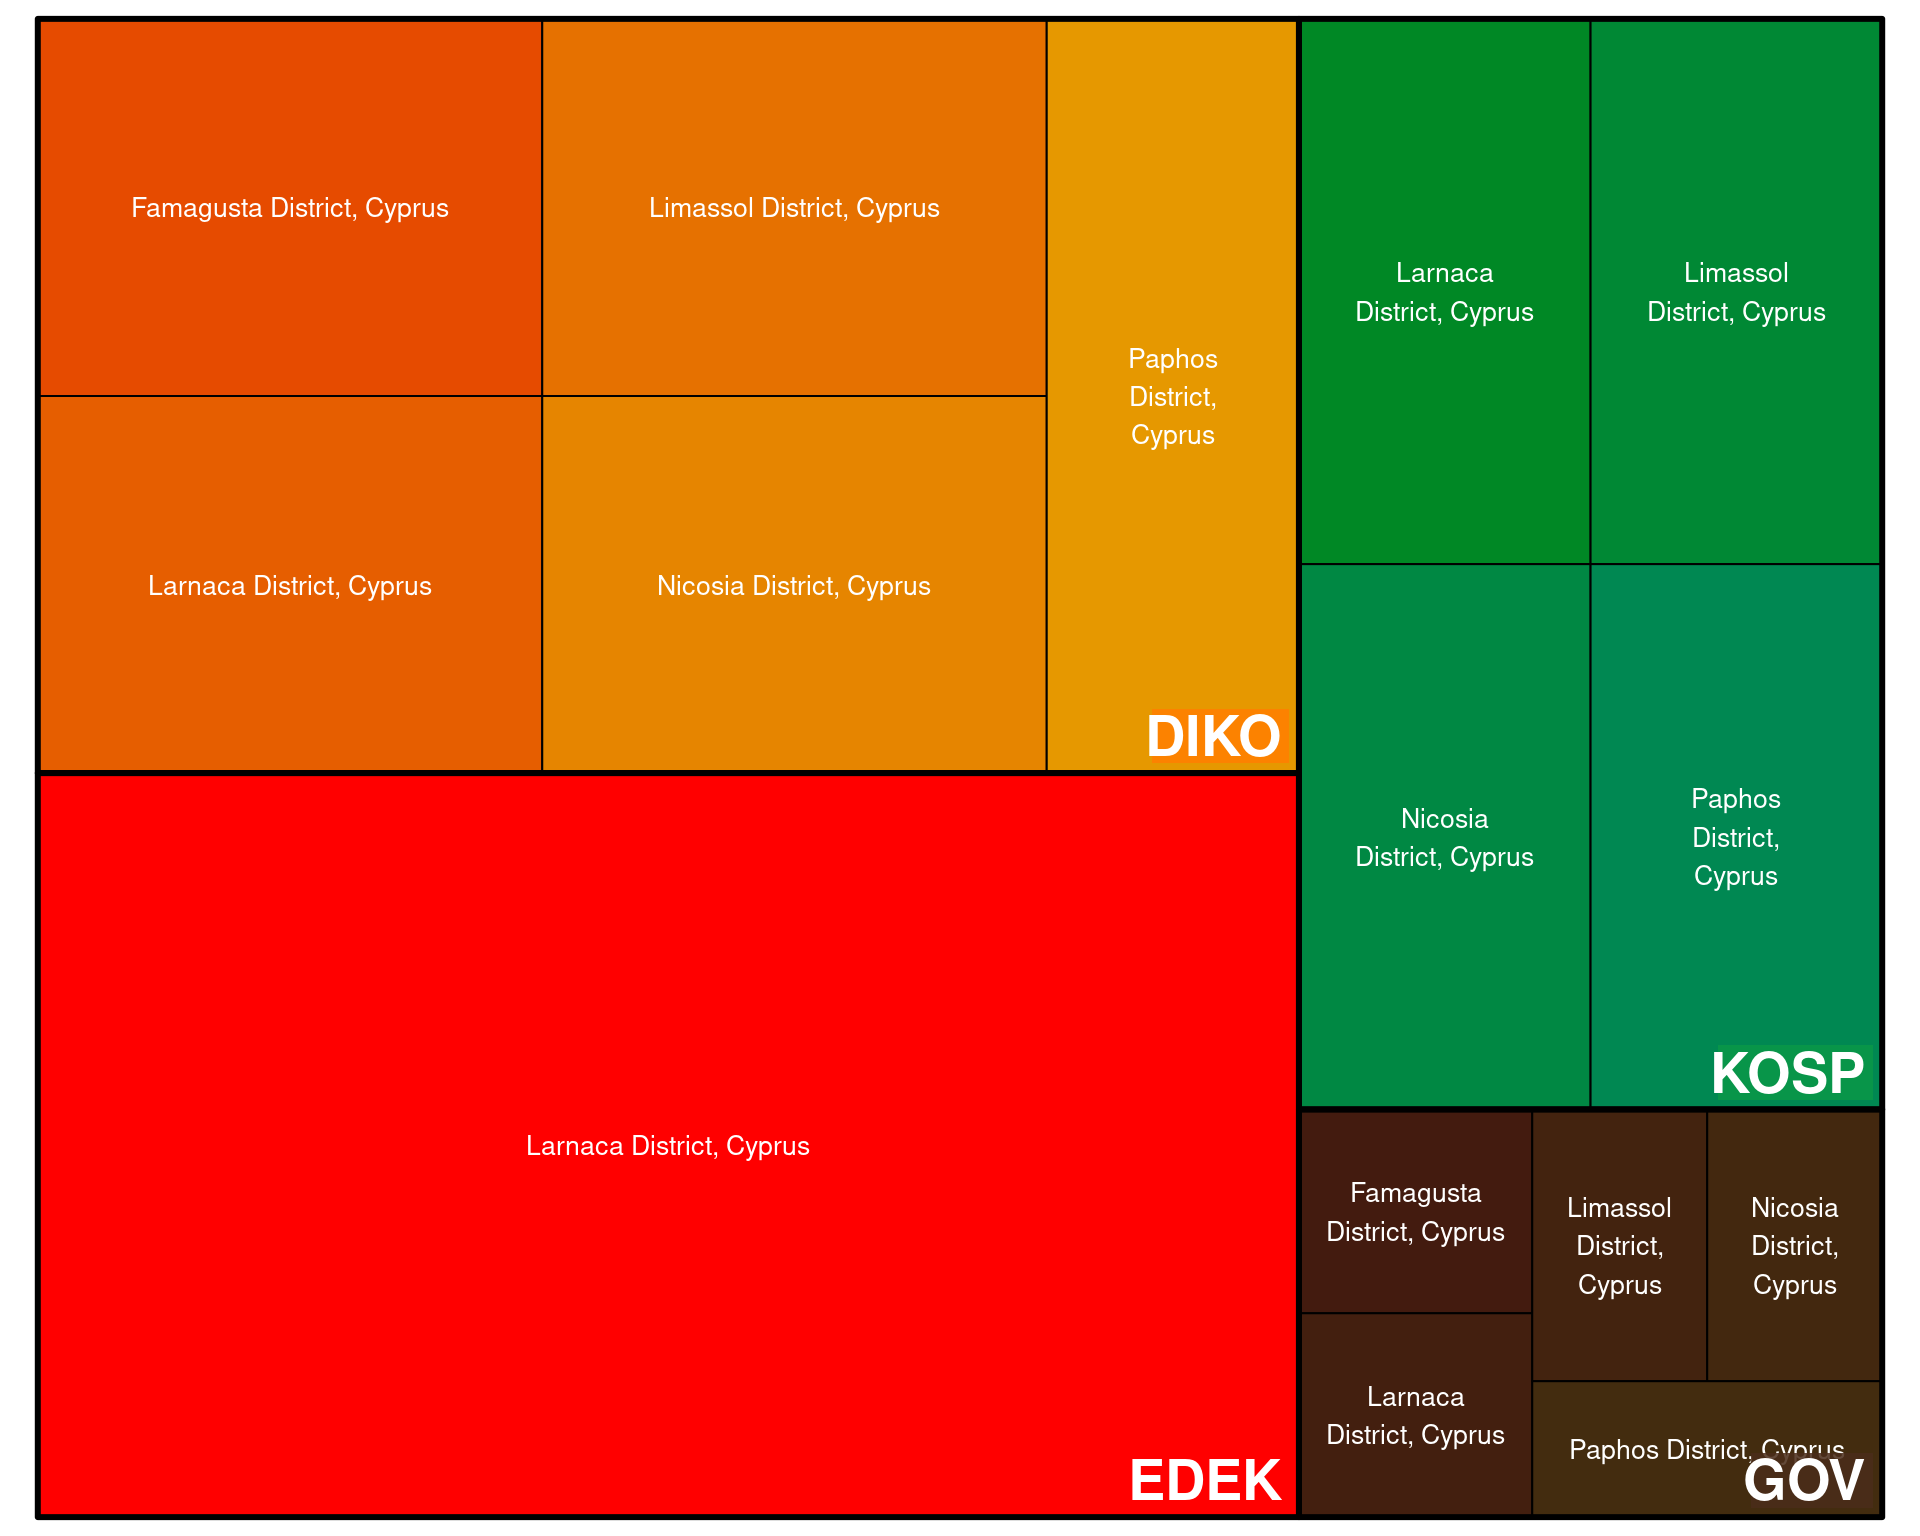 Famagusta District, Cyprus
Limassol District, Cyprus
Paphos
District,
Cyprus
Larnaca District, Cyprus
Nicosia District, Cyprus
DIKO
Larnaca District, Cyprus
EDEK
Larnaca
District, Cyprus
Limassol
District, Cyprus
Nicosia
District, Cyprus
Paphos
District,
Cyprus
KOSP
Famagusta
District, Cyprus
Limassol
District,
Cyprus
Nicosia
District,
Cyprus
Larnaca
District, Cyprus
Paphos District, Cyprus
GOV